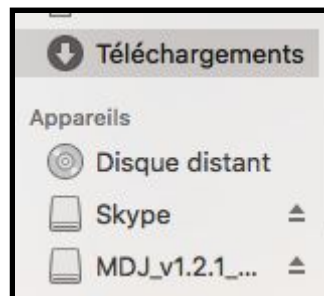 Téléchargements
Appareils
Disque distant
Skype
MDJ_v1.2.1_...